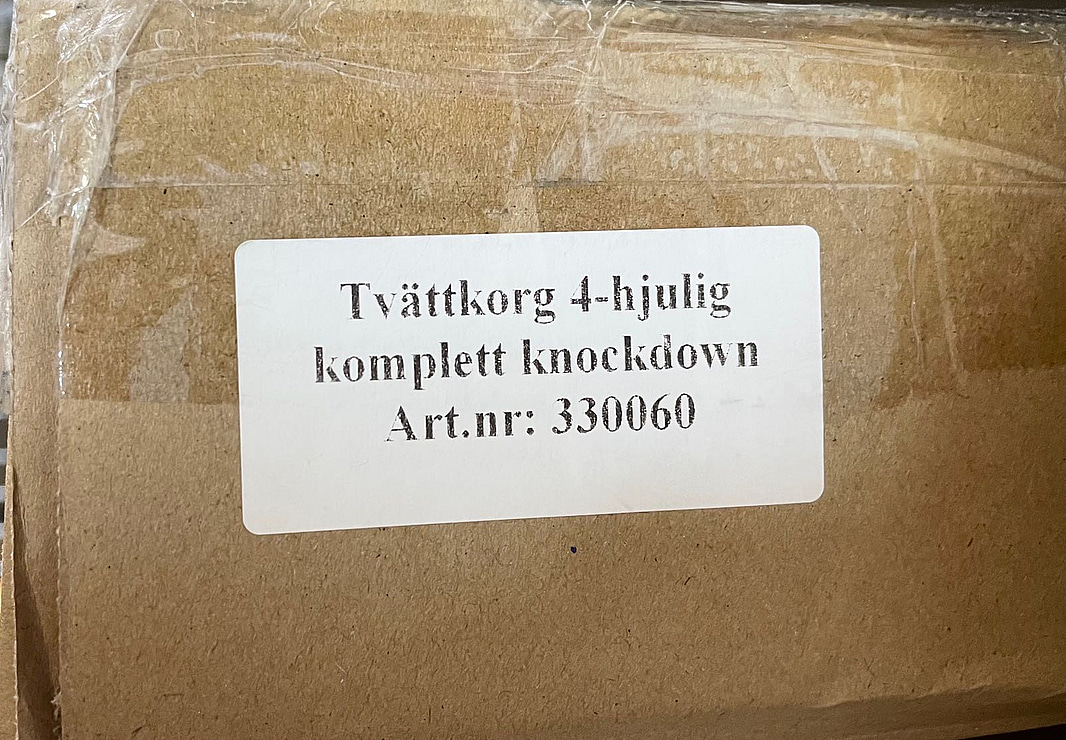 Tvättkorg 4-hjulig
komplett knockdown
Art.nr: 330060